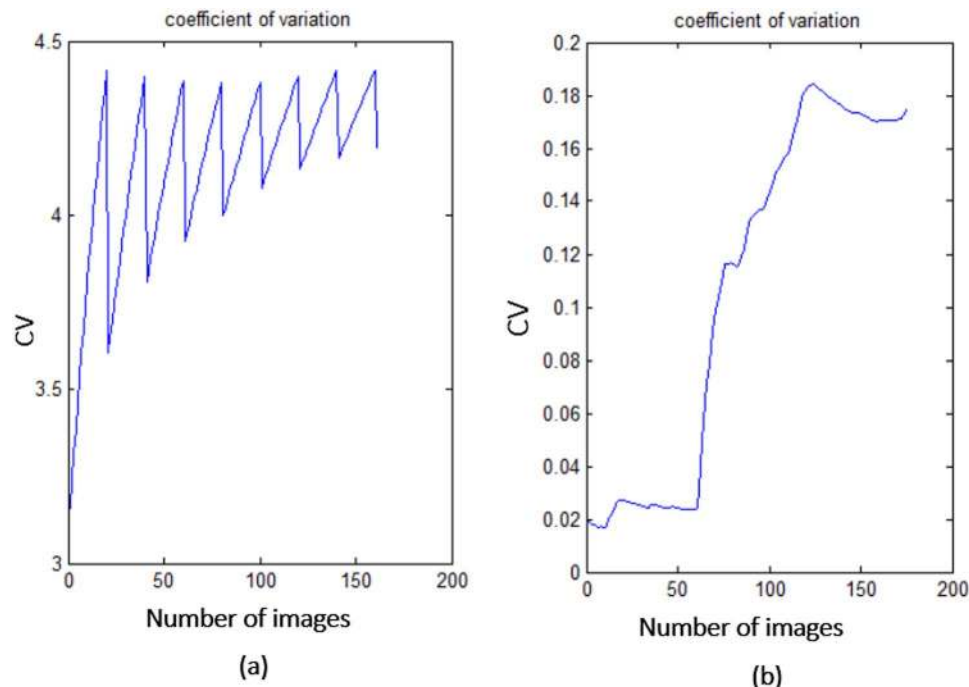 coefficient of variation
4.5
4
3.5
3
CV
0 50 100 150 200
Number of images
(a)
coefficient of variation
0.2
0.18
0.16
0.14
0.12
0.1
0.08
0.06
0.04
0.02
0
CV
0 50 100 150 200
Number of images
(b)